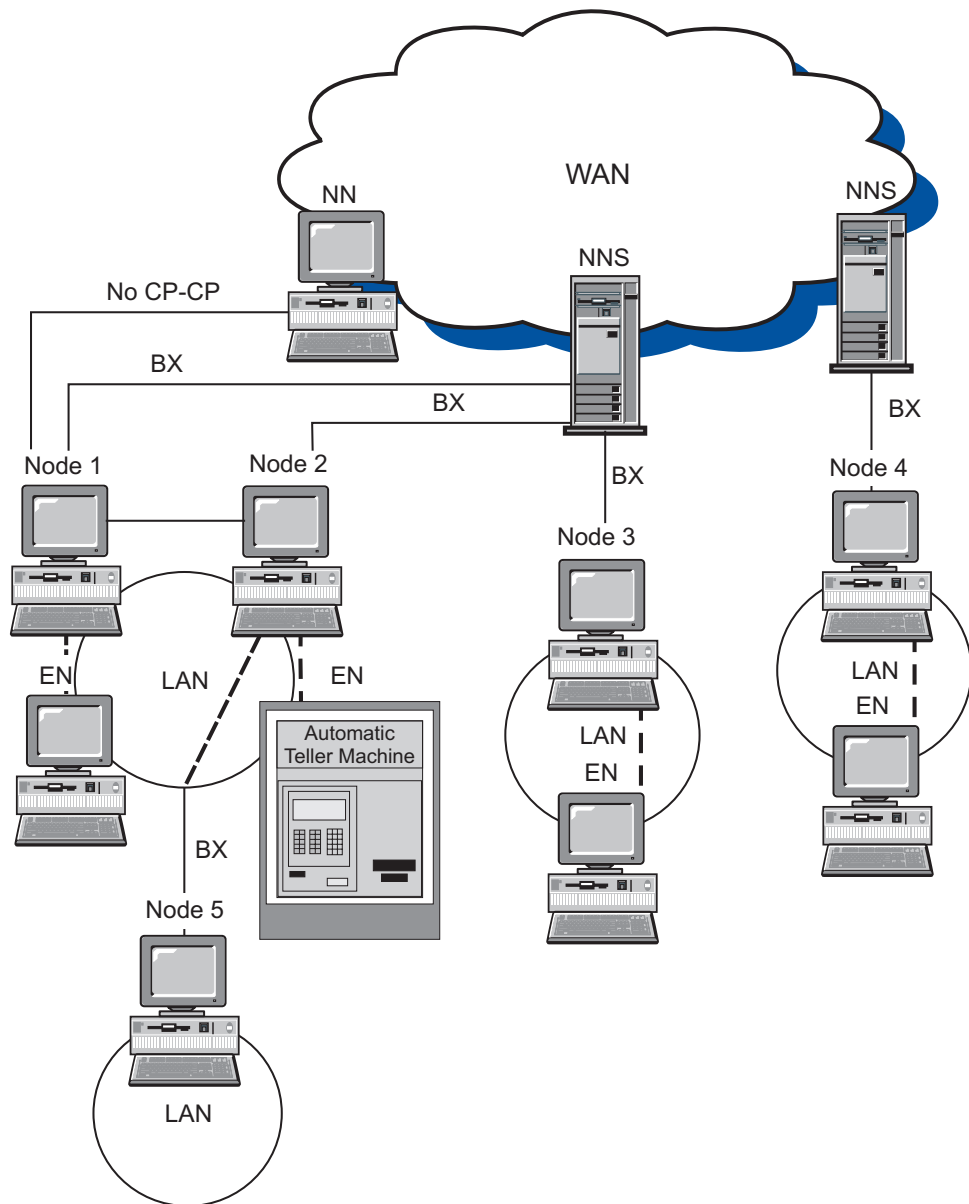 WAN
NN
NNS
NNS
No CP-CP
BX
BX
BX
BX
Node 1
Node 2
Node 4
Node 3
EN
LAN
EN
LAN
EN
Automatic
Teller Machine
LAN
EN
BX
Node 5
LAN